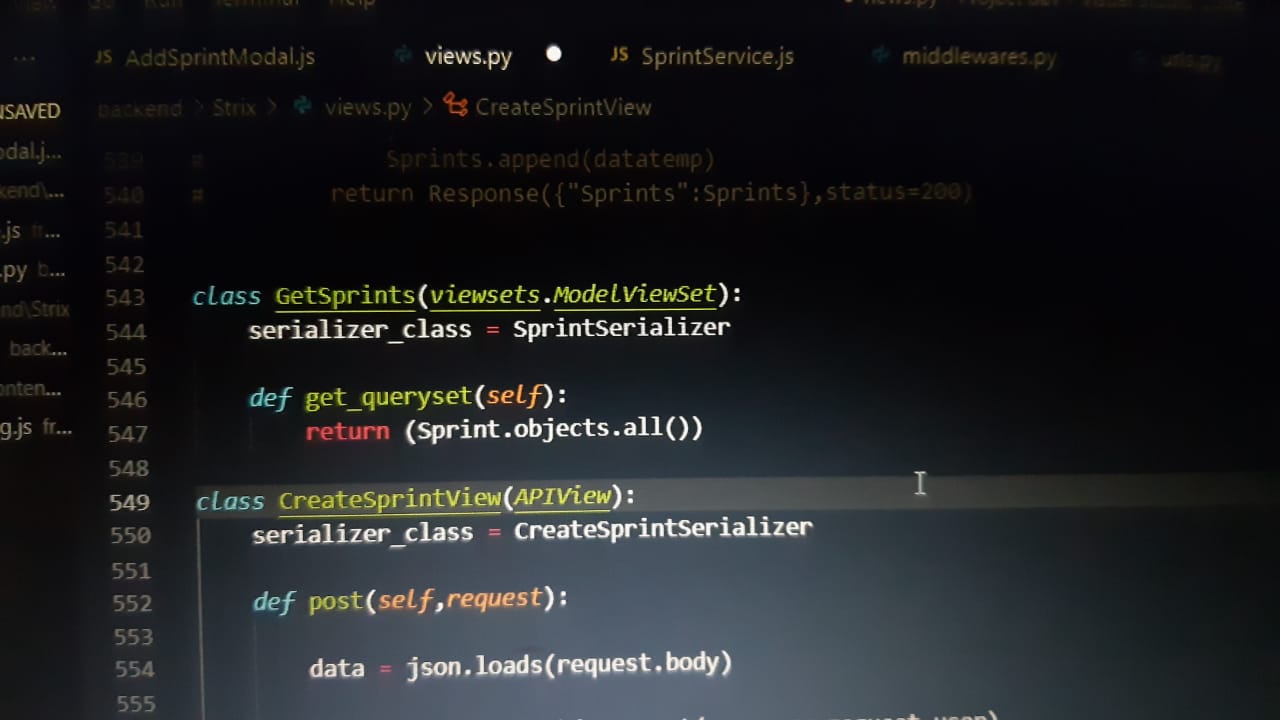 Run Terminal Help views.py
... JS AddSprintModal.js views.py JS SprintService.js middlewares.py urls.py
NSAVED backend > Strix > views.py > CreateSprintView
odal.j... 539 # Sprints.append(datatemp)
kend\... 540 # return Response({"Sprints":Sprints},status=200)
.js fr... 541
.py b... 542
nd\Strix 543 class GetSprints(viewsets.ModelViewSet):
544 serializer_class = SprintSerializer
back... 545
onten... 546 def get_queryset(self):
g.js fr... 547 return (Sprint.objects.all())
548
549 class CreateSprintView(APIView):
550 serializer_class = CreateSprintSerializer
551
552 def post(self,request):
553
554 data = json.loads(request.body)
555